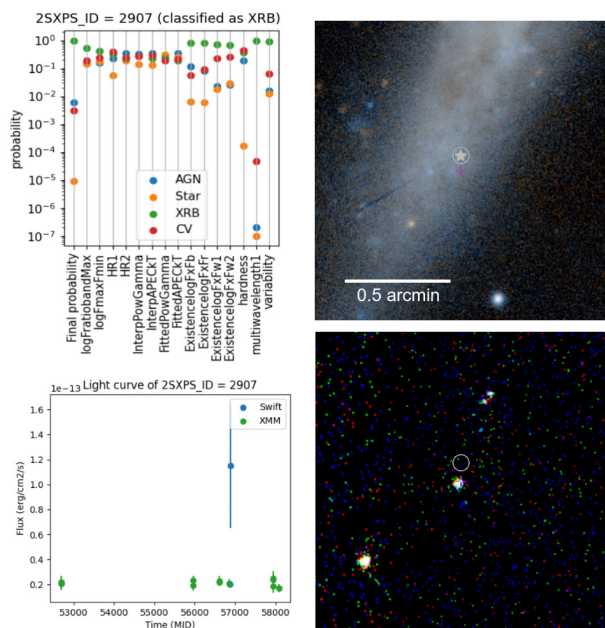 2SXPS_ID = 2907 (classified as XRB)
probability
10⁰
10⁻¹
10⁻²
10⁻³
10⁻⁴
10⁻⁵
10⁻⁶
10⁻⁷
AGN
Star
XRB
CV
Final probability
logFratiobandMax
logFmaxFmin
HR1
HR2
InterpPowGamma
InterpAPECkT
FittedPowGamma
FittedAPECkT
ExistencelogFxFb
ExistencelogFxFr
ExistencelogFxFw1
ExistencelogFxFw2
hardness
multiwavelength1
variability
0.5 arcmin
Light curve of 2SXPS_ID = 2907
1e−13
Flux (erg/cm2/s)
1.6
1.4
1.2
1.0
0.8
0.6
0.4
0.2
Swift
XMM
53000 54000 55000 56000 57000 58000
Time (MJD)